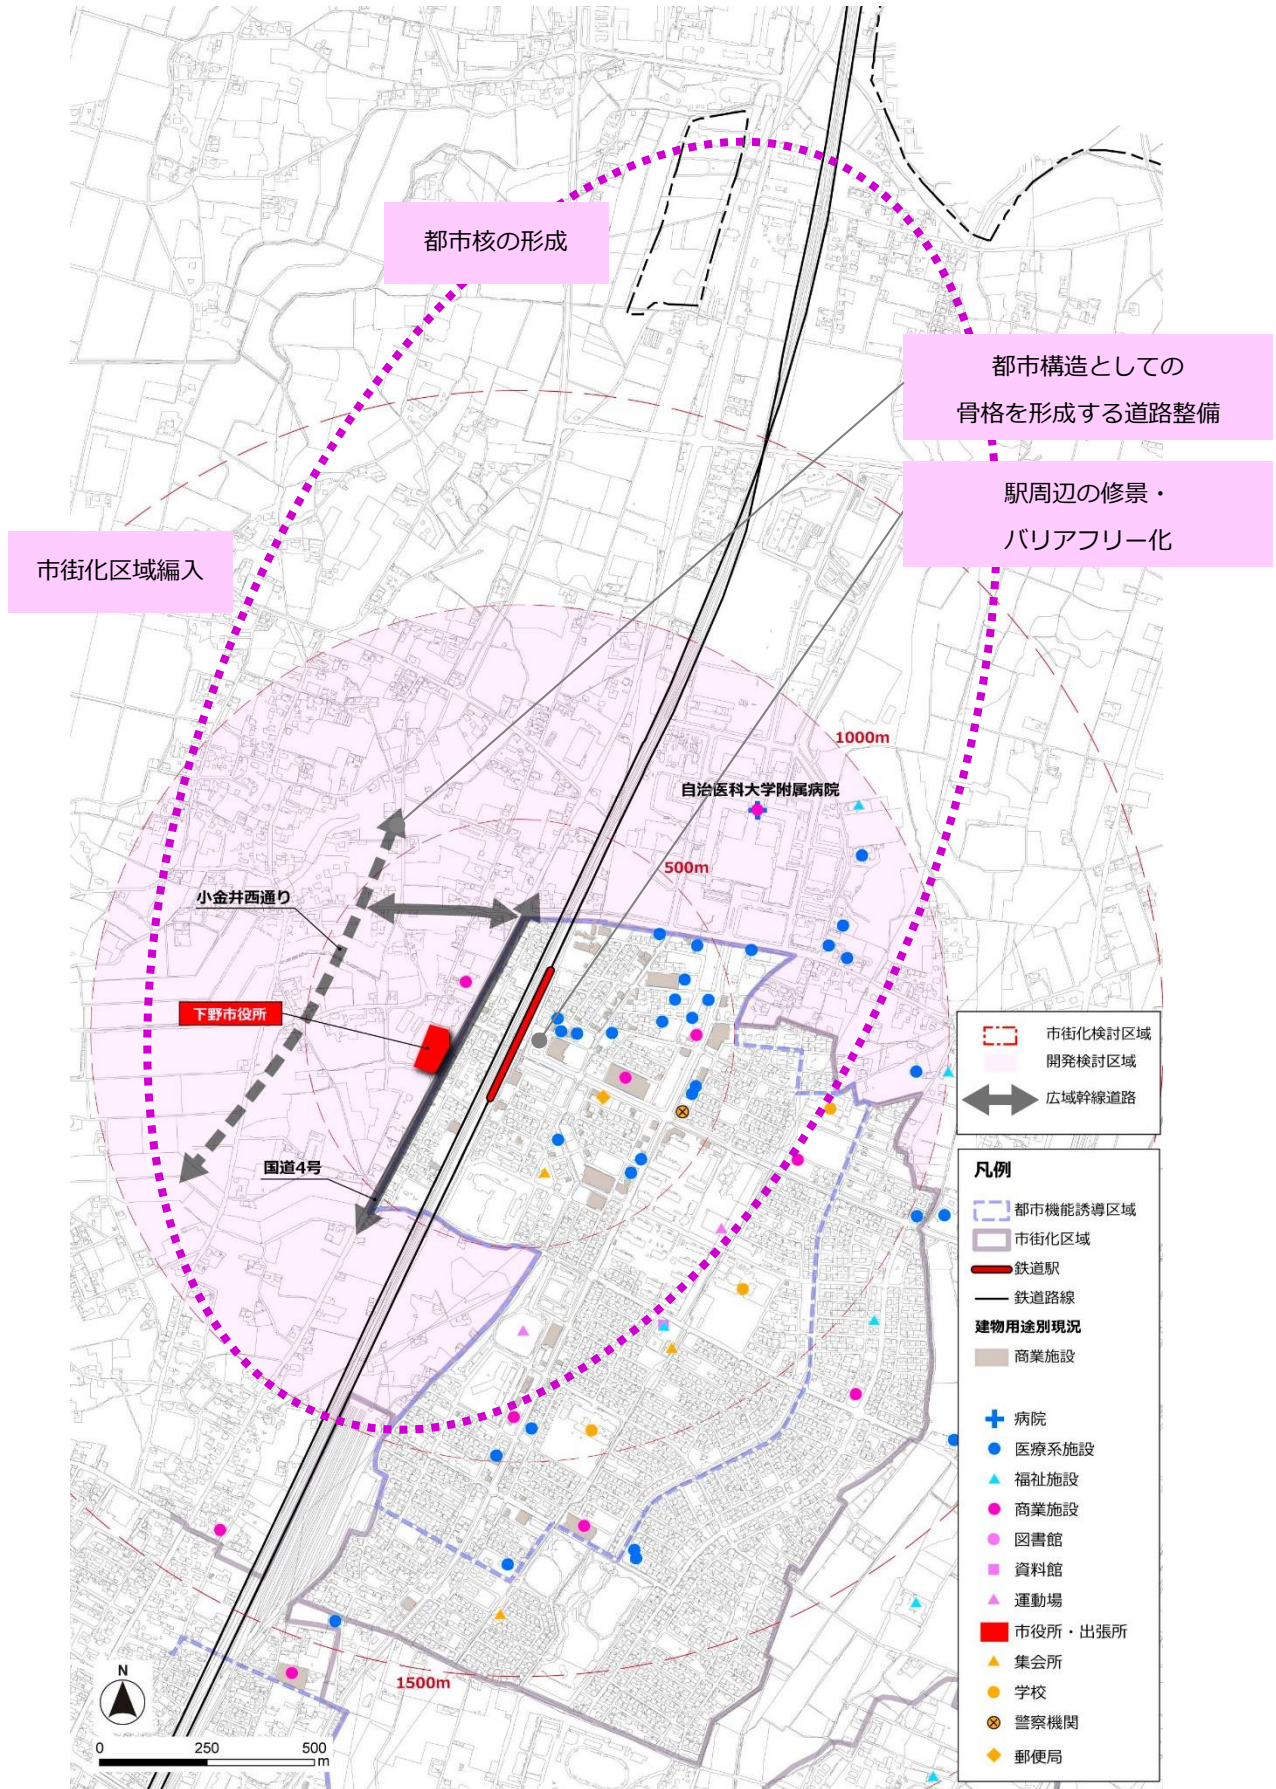 都市核の形成
都市構造としての
骨格を形成する道路整備
駅周辺の修景・
バリアフリー化
市街化区域編入
1000m
自治医科大学附属病院
500m
小金井西通り
下野市役所
国道4号
市街化検討区域
開発検討区域
広域幹線道路
凡例
都市機能誘導区域
市街化区域
鉄道駅
鉄道路線
建物用途別現況
商業施設
病院
医療系施設
福祉施設
商業施設
図書館
資料館
運動場
市役所・出張所
集会所
学校
警察機関
郵便局
1500m
N
0 250 500
m